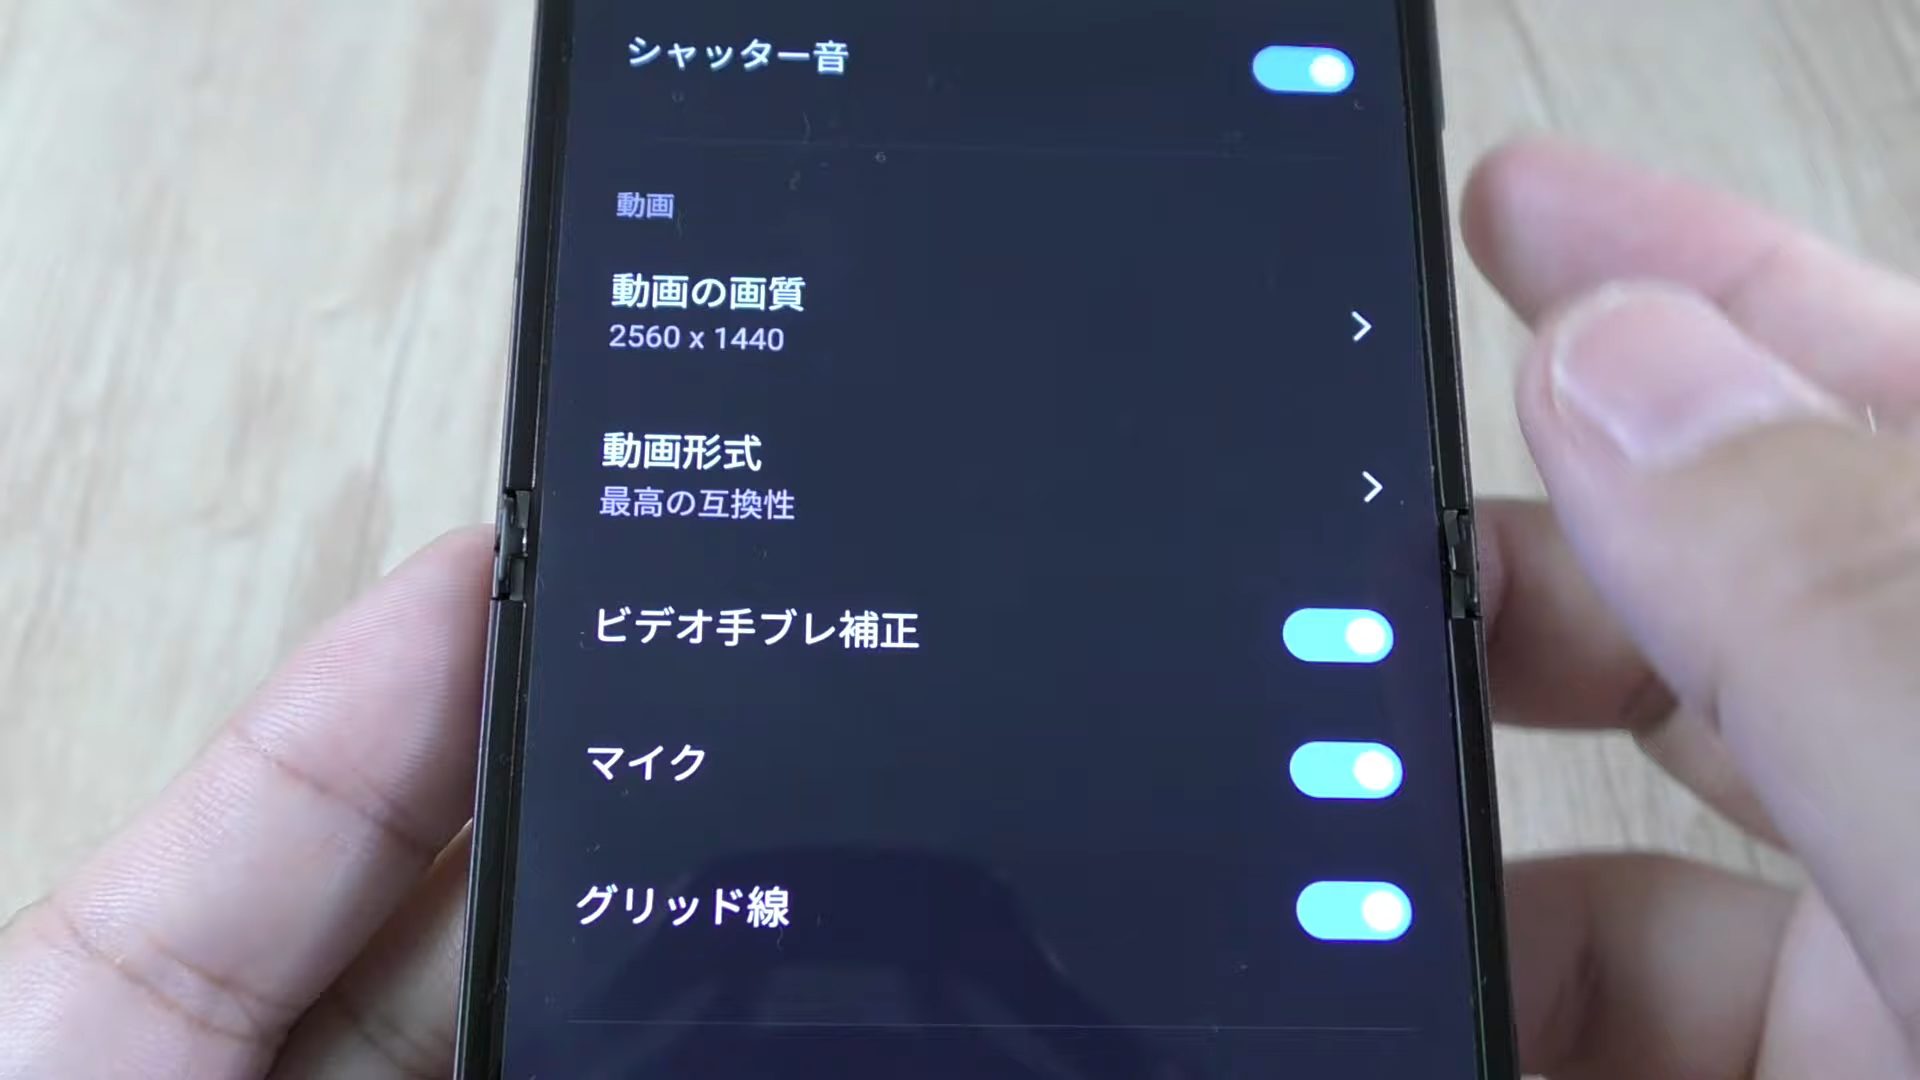 シャッター音
動画
動画の画質
2560 x 1440
動画形式
最高の互換性
ビデオ手ブレ補正
マイク
グリッド線